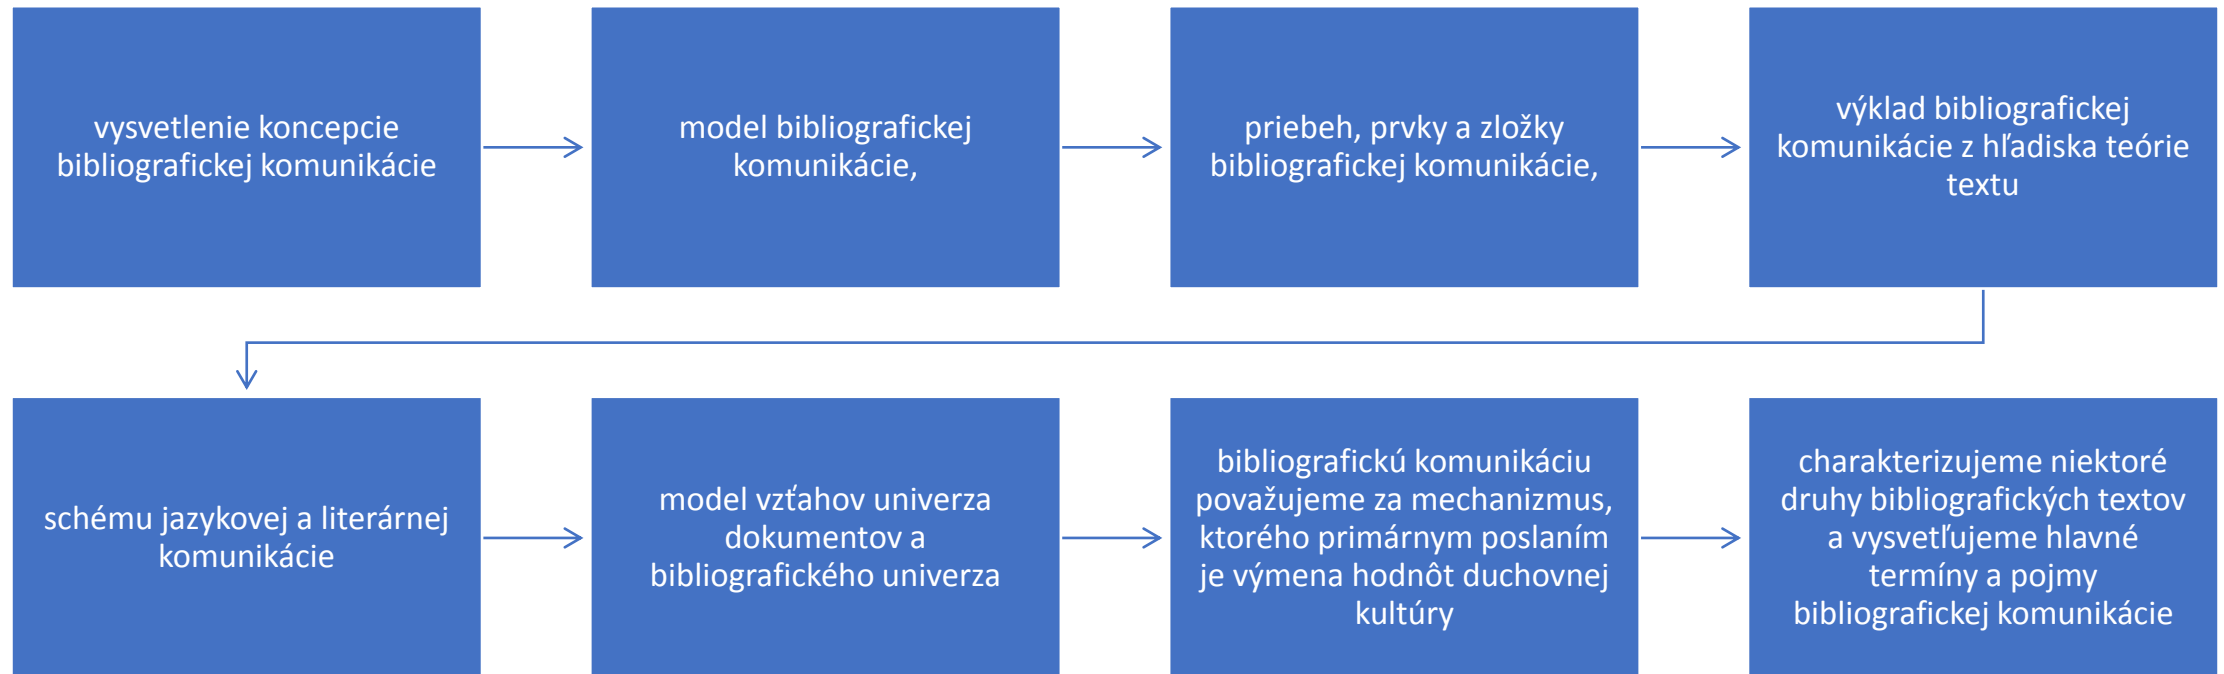 vysvetlenie koncepcie
bibliografickej komunikácie
model bibliografickej
komunikácie,
priebeh, prvky a zložky
bibliografickej komunikácie,
výklad bibliografickej
komunikácie z hľadiska teórie
textu
schému jazykovej a literárnej
komunikácie
model vzťahov univerza
dokumentov a
bibliografického univerza
bibliografickú komunikáciu
považujeme za mechanizmus,
ktorého primárnym poslaním
je výmena hodnôt duchovnej
kultúry
charakterizujeme niektoré
druhy bibliografických textov
a vysvetľujeme hlavné
termíny a pojmy
bibliografickej komunikácie